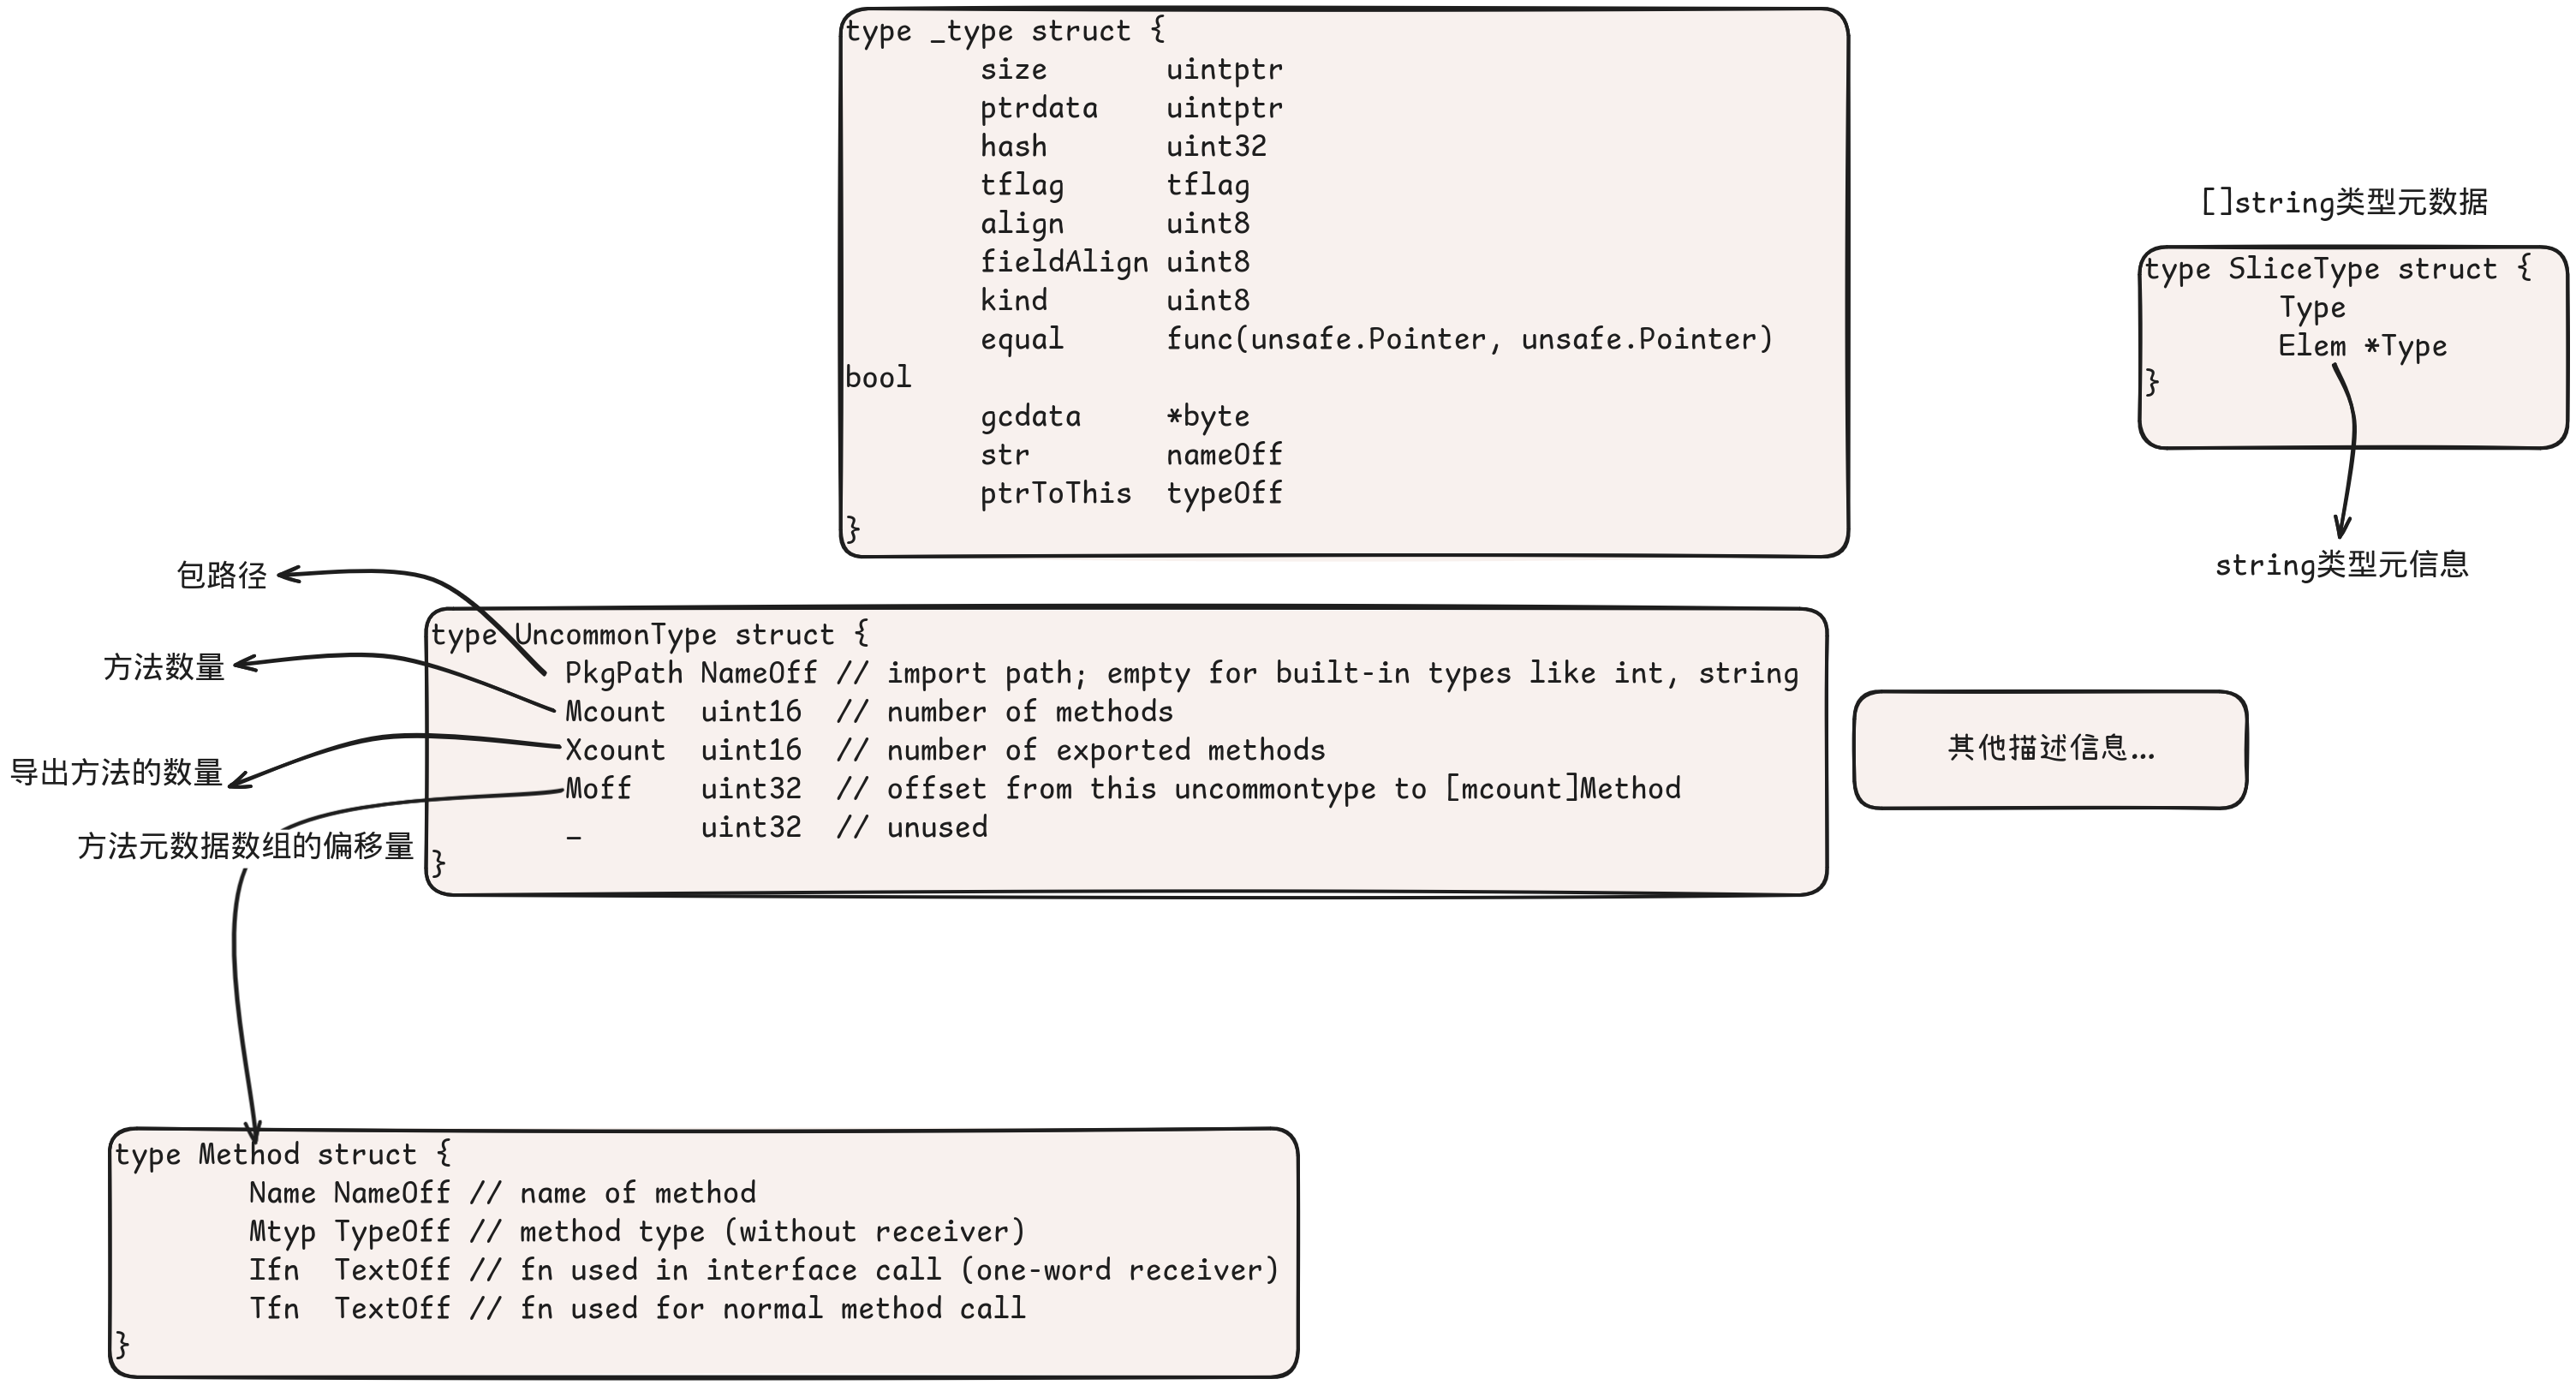 type _type struct {
        size       uintptr
        ptrdata    uintptr
        hash       uint32
        tflag      tflag
        align      uint8
        fieldAlign uint8
        kind       uint8
        equal      func(unsafe.Pointer, unsafe.Pointer)
bool
        gcdata     *byte
        str        nameOff
        ptrToThis  typeOff
}
[]string类型元数据
type SliceType struct {
        Type
        Elem *Type
}
string类型元信息
包路径
方法数量
导出方法的数量
方法元数据数组的偏移量
type UncommonType struct {
        PkgPath NameOff // import path; empty for built-in types like int, string
        Mcount  uint16  // number of methods
        Xcount  uint16  // number of exported methods
        Moff    uint32  // offset from this uncommontype to [mcount]Method
        _       uint32  // unused
}
其他描述信息...
type Method struct {
        Name NameOff // name of method
        Mtyp TypeOff // method type (without receiver)
        Ifn  TextOff // fn used in interface call (one-word receiver)
        Tfn  TextOff // fn used for normal method call
}